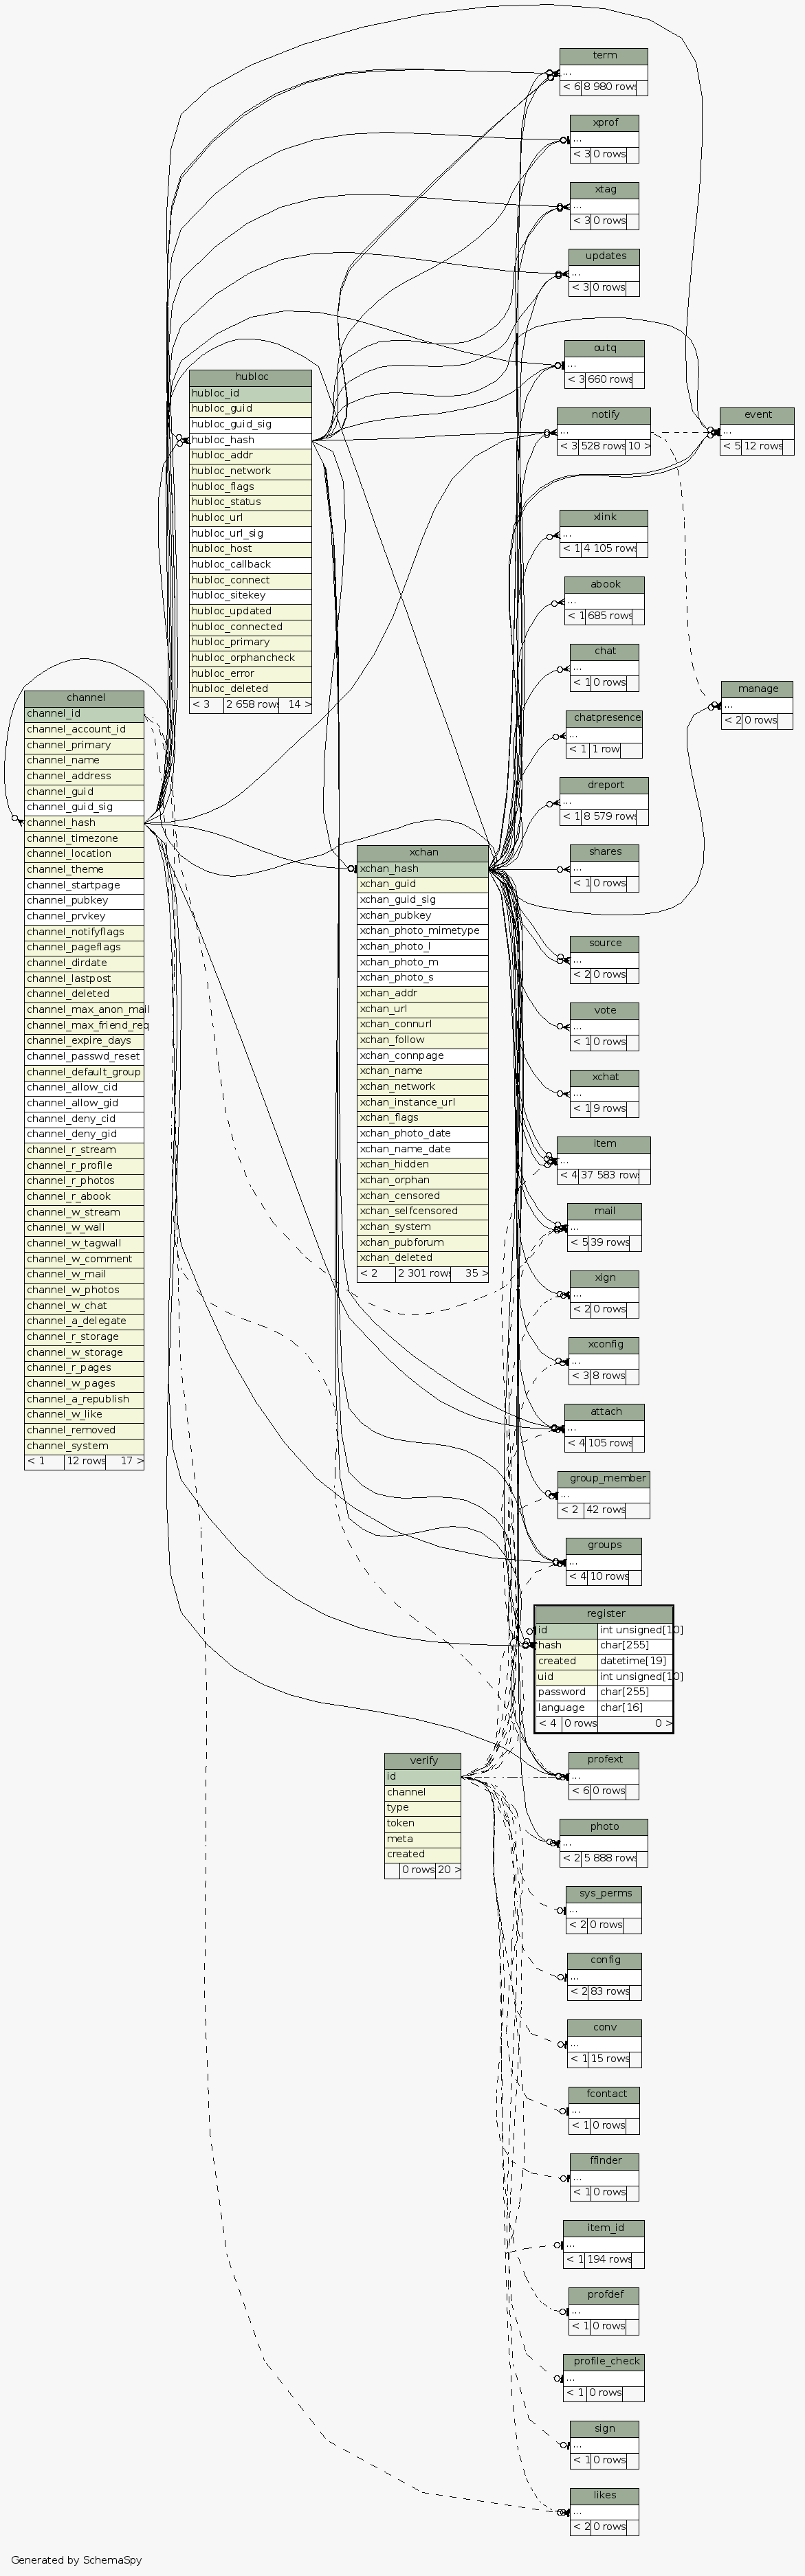 term
...
< 6 8 980 rows
xprof
...
< 3 0 rows
xtag
...
< 3 0 rows
updates
...
< 3 0 rows
outq
...
< 3 660 rows
notify
...
< 3 528 rows 10 >
event
...
< 5 12 rows
hubloc
hubloc_id
hubloc_guid
hubloc_guid_sig
hubloc_hash
hubloc_addr
hubloc_network
hubloc_flags
hubloc_status
hubloc_url
hubloc_url_sig
hubloc_host
hubloc_callback
hubloc_connect
hubloc_sitekey
hubloc_updated
hubloc_connected
hubloc_primary
hubloc_orphancheck
hubloc_error
hubloc_deleted
< 3 2 658 rows 14 >
xlink
...
< 1 4 105 rows
abook
...
< 1 685 rows
chat
...
< 1 0 rows
manage
...
< 2 0 rows
chatpresence
...
< 1 1 row
dreport
...
< 1 8 579 rows
shares
...
< 1 0 rows
channel
channel_id
channel_account_id
channel_primary
channel_name
channel_address
channel_guid
channel_guid_sig
channel_hash
channel_timezone
channel_location
channel_theme
channel_startpage
channel_pubkey
channel_prvkey
channel_notifyflags
channel_pageflags
channel_dirdate
channel_lastpost
channel_deleted
channel_max_anon_mail
channel_max_friend_req
channel_expire_days
channel_passwd_reset
channel_default_group
channel_allow_cid
channel_allow_gid
channel_deny_cid
channel_deny_gid
channel_r_stream
channel_r_profile
channel_r_photos
channel_r_abook
channel_w_stream
channel_w_wall
channel_w_tagwall
channel_w_comment
channel_w_mail
channel_w_photos
channel_w_chat
channel_a_delegate
channel_r_storage
channel_w_storage
channel_r_pages
channel_w_pages
channel_a_republish
channel_w_like
channel_removed
channel_system
< 1 12 rows 17 >
xchan
xchan_hash
xchan_guid
xchan_guid_sig
xchan_pubkey
xchan_photo_mimetype
xchan_photo_l
xchan_photo_m
xchan_photo_s
xchan_addr
xchan_url
xchan_connurl
xchan_follow
xchan_connpage
xchan_name
xchan_network
xchan_instance_url
xchan_flags
xchan_photo_date
xchan_name_date
xchan_hidden
xchan_orphan
xchan_censored
xchan_selfcensored
xchan_system
xchan_pubforum
xchan_deleted
< 2 2 301 rows 35 >
source
...
< 2 0 rows
vote
...
< 1 0 rows
xchat
...
< 1 9 rows
item
...
< 4 37 583 rows
mail
...
< 5 39 rows
xign
...
< 2 0 rows
xconfig
...
< 3 8 rows
attach
...
< 4 105 rows
group_member
...
< 2 42 rows
groups
...
< 4 10 rows
register
id int unsigned[10]
hash char[255]
created datetime[19]
uid int unsigned[10]
password char[255]
language char[16]
< 4 0 rows 0 >
verify
id
channel
type
token
meta
created
0 rows 20 >
profext
...
< 6 0 rows
photo
...
< 2 5 888 rows
sys_perms
...
< 2 0 rows
config
...
< 2 83 rows
conv
...
< 1 15 rows
fcontact
...
< 1 0 rows
ffinder
...
< 1 0 rows
item_id
...
< 1 194 rows
profdef
...
< 1 0 rows
profile_check
...
< 1 0 rows
sign
...
< 1 0 rows
likes
...
< 2 0 rows
Generated by SchemaSpy